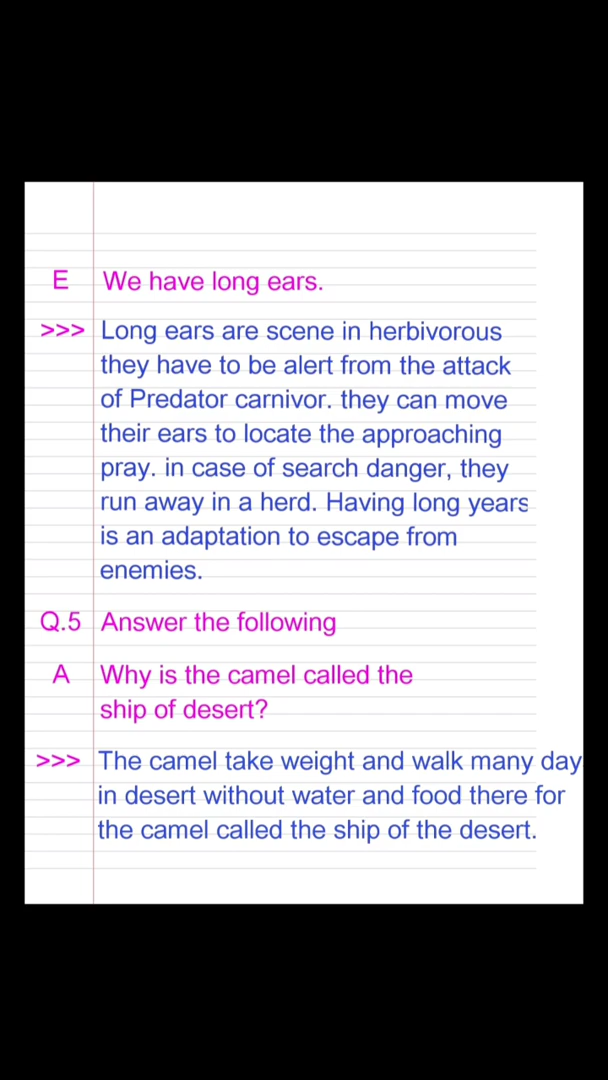 E We have long ears.
>>> Long ears are scene in herbivorous
they have to be alert from the attack
of Predator carnivor. they can move
their ears to locate the approaching
pray. in case of search danger, they
run away in a herd. Having long years
is an adaptation to escape from
enemies.
Q.5 Answer the following
A Why is the camel called the
ship of desert?
>>> The camel take weight and walk many day
in desert without water and food there for
the camel called the ship of the desert.